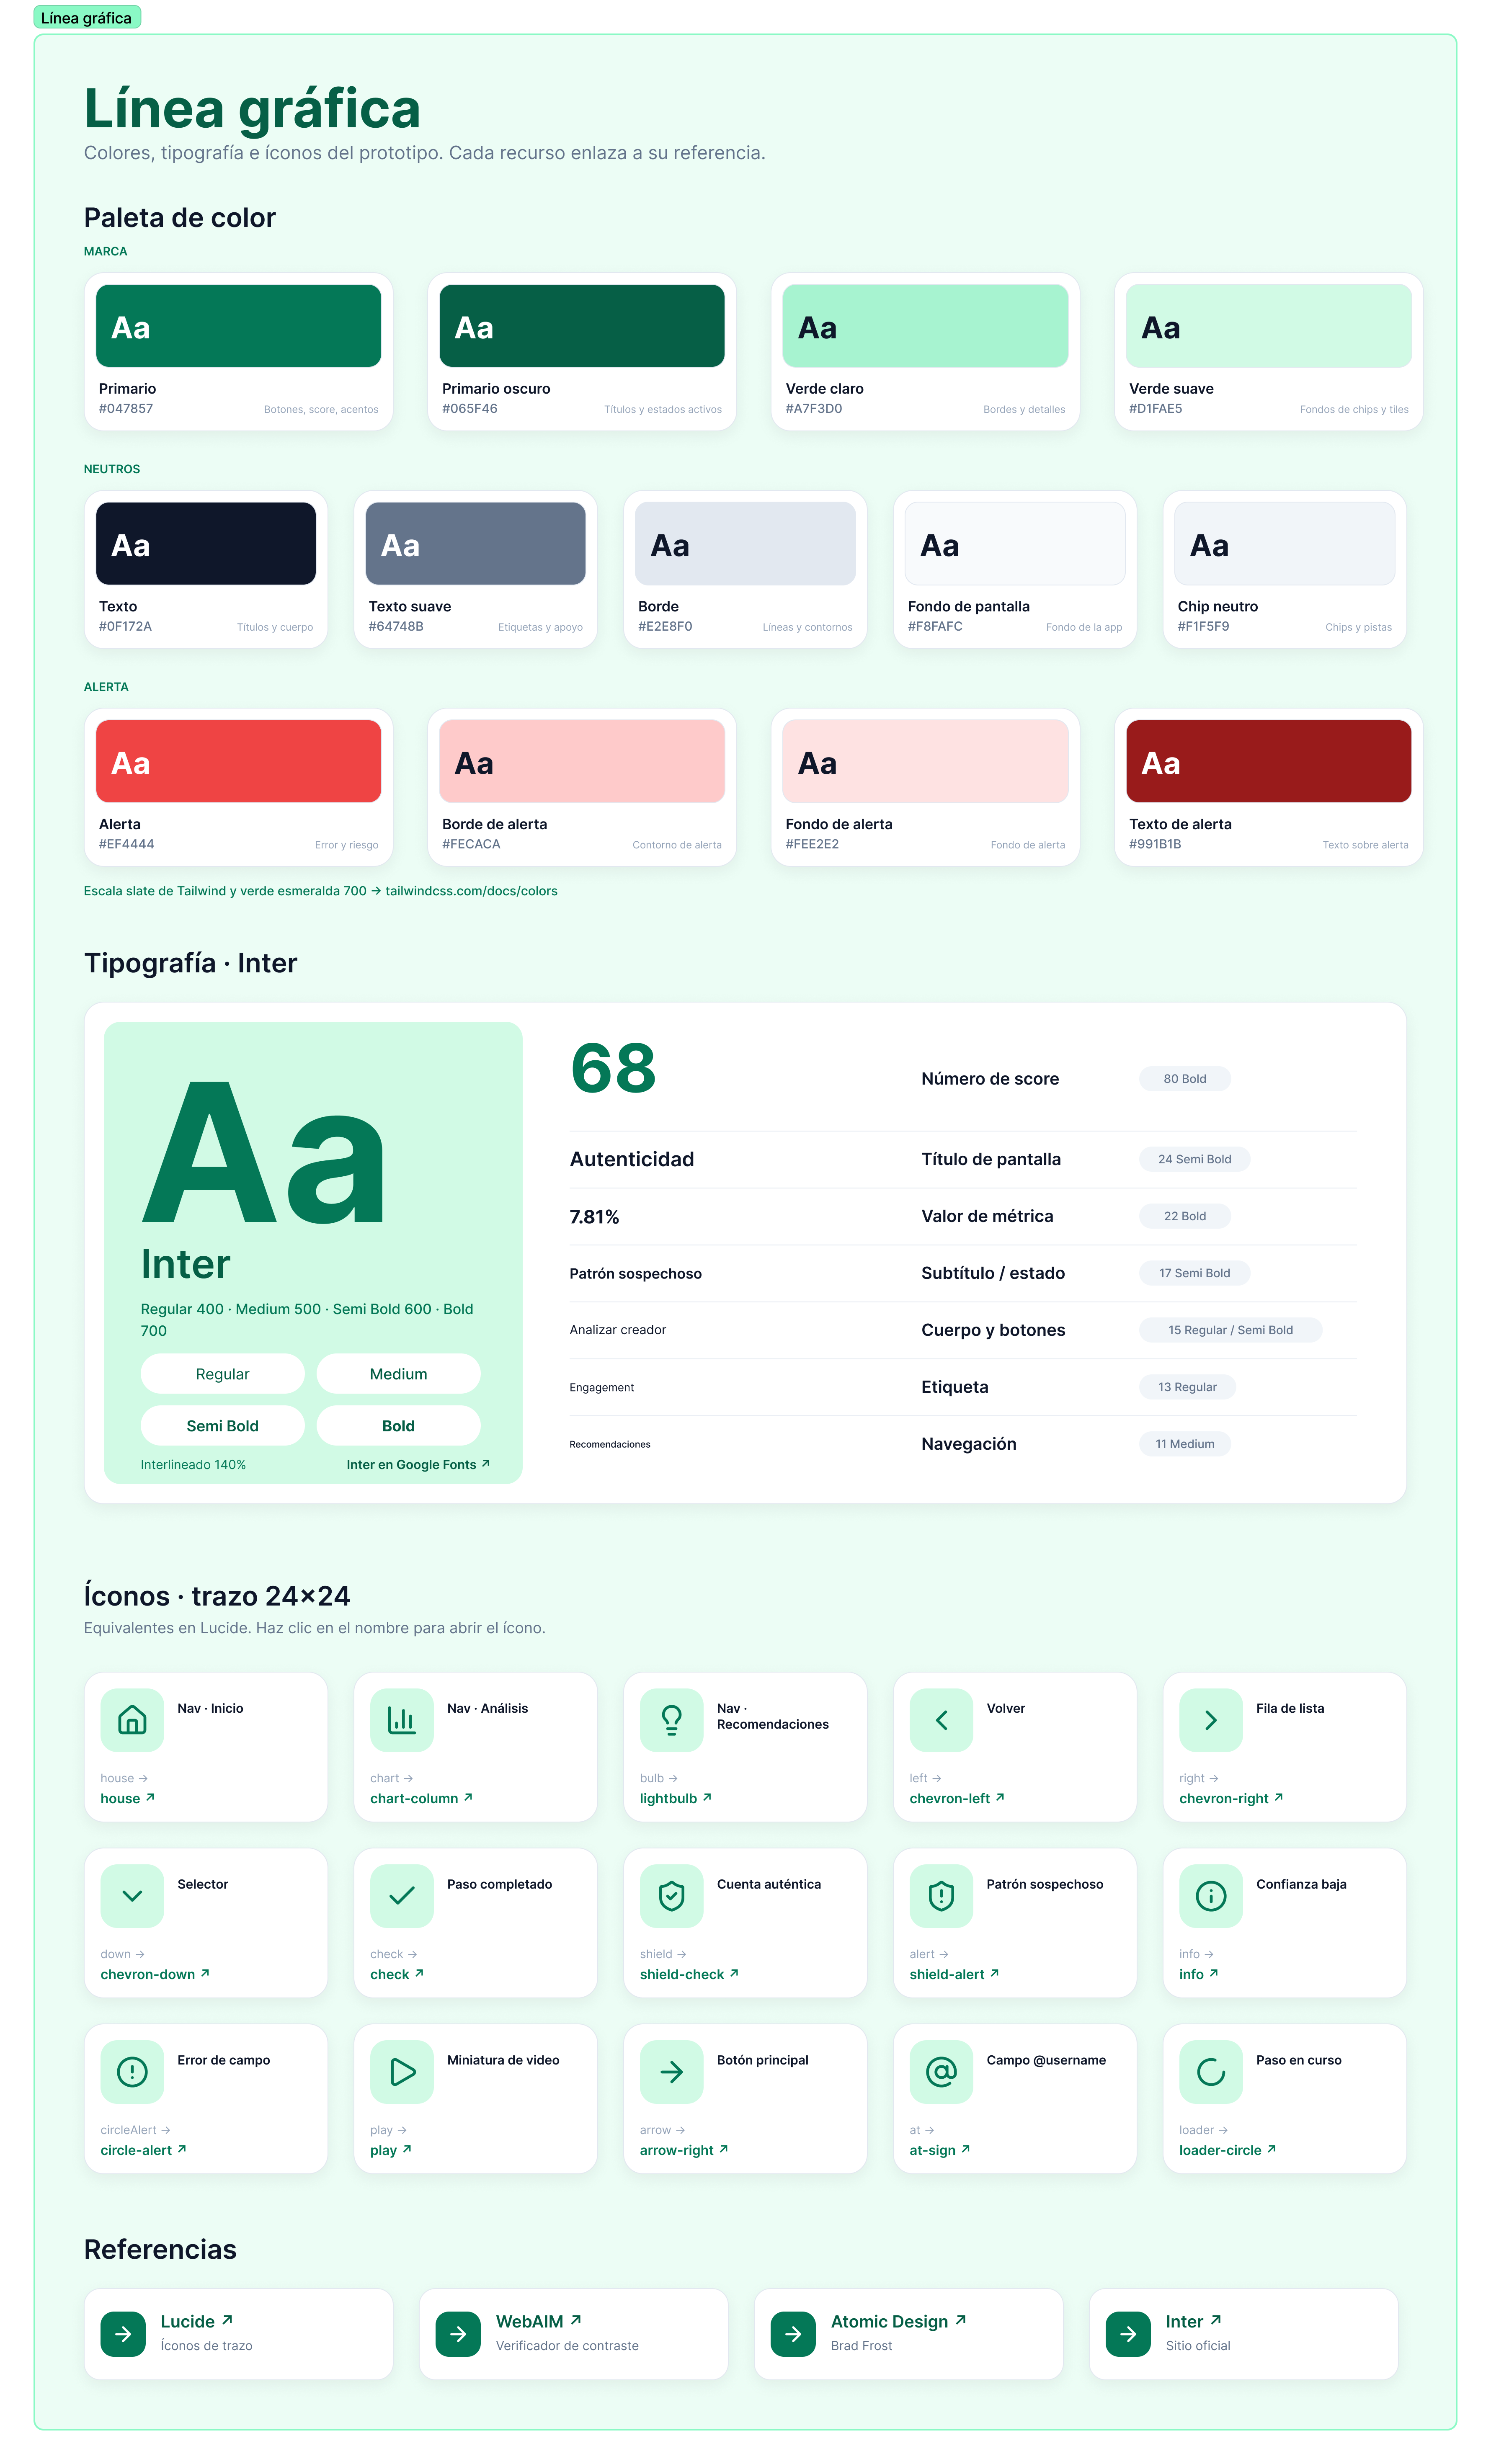 Línea gráfica
Línea gráfica
Colores, tipografía e íconos del prototipo. Cada recurso enlaza a su referencia.
Paleta de color
MARCA
Aa
Primario
#047857
Botones, score, acentos
Aa
Primario oscuro
#065F46
Títulos y estados activos
Aa
Verde claro
#A7F3D0
Bordes y detalles
Aa
Verde suave
#D1FAE5
Fondos de chips y tiles
NEUTROS
Aa
Texto
#0F172A
Títulos y cuerpo
Aa
Texto suave
#64748B
Etiquetas y apoyo
Aa
Borde
#E2E8F0
Líneas y contornos
Aa
Fondo de pantalla
#F8FAFC
Fondo de la app
Aa
Chip neutro
#F1F5F9
Chips y pistas
ALERTA
Aa
Alerta
#EF4444
Error y riesgo
Aa
Borde de alerta
#FECACA
Contorno de alerta
Aa
Fondo de alerta
#FEE2E2
Fondo de alerta
Aa
Texto de alerta
#991B1B
Texto sobre alerta
Escala slate de Tailwind y verde esmeralda 700 → tailwindcss.com/docs/colors
Tipografía · Inter
Aa
Inter
Regular 400 · Medium 500 · Semi Bold 600 · Bold
700
Regular
Medium
Semi Bold
Bold
Interlineado 140%
Inter en Google Fonts ↗
68
Número de score
80 Bold
Autenticidad
Título de pantalla
24 Semi Bold
7.81%
Valor de métrica
22 Bold
Patrón sospechoso
Subtítulo / estado
17 Semi Bold
Analizar creador
Cuerpo y botones
15 Regular / Semi Bold
Engagement
Etiqueta
13 Regular
Recomendaciones
Navegación
11 Medium
Íconos · trazo 24×24
Equivalentes en Lucide. Haz clic en el nombre para abrir el ícono.
Nav · Inicio
house →
house ↗
Nav · Análisis
chart →
chart-column ↗
Nav ·
Recomendaciones
bulb →
lightbulb ↗
Volver
left →
chevron-left ↗
Fila de lista
right →
chevron-right ↗
Selector
down →
chevron-down ↗
Paso completado
check →
check ↗
Cuenta auténtica
shield →
shield-check ↗
Patrón sospechoso
alert →
shield-alert ↗
Confianza baja
info →
info ↗
Error de campo
circleAlert →
circle-alert ↗
Miniatura de video
play →
play ↗
Botón principal
arrow →
arrow-right ↗
Campo @username
at →
at-sign ↗
Paso en curso
loader →
loader-circle ↗
Referencias
Lucide ↗
Íconos de trazo
WebAIM ↗
Verificador de contraste
Atomic Design ↗
Brad Frost
Inter ↗
Sitio oficial